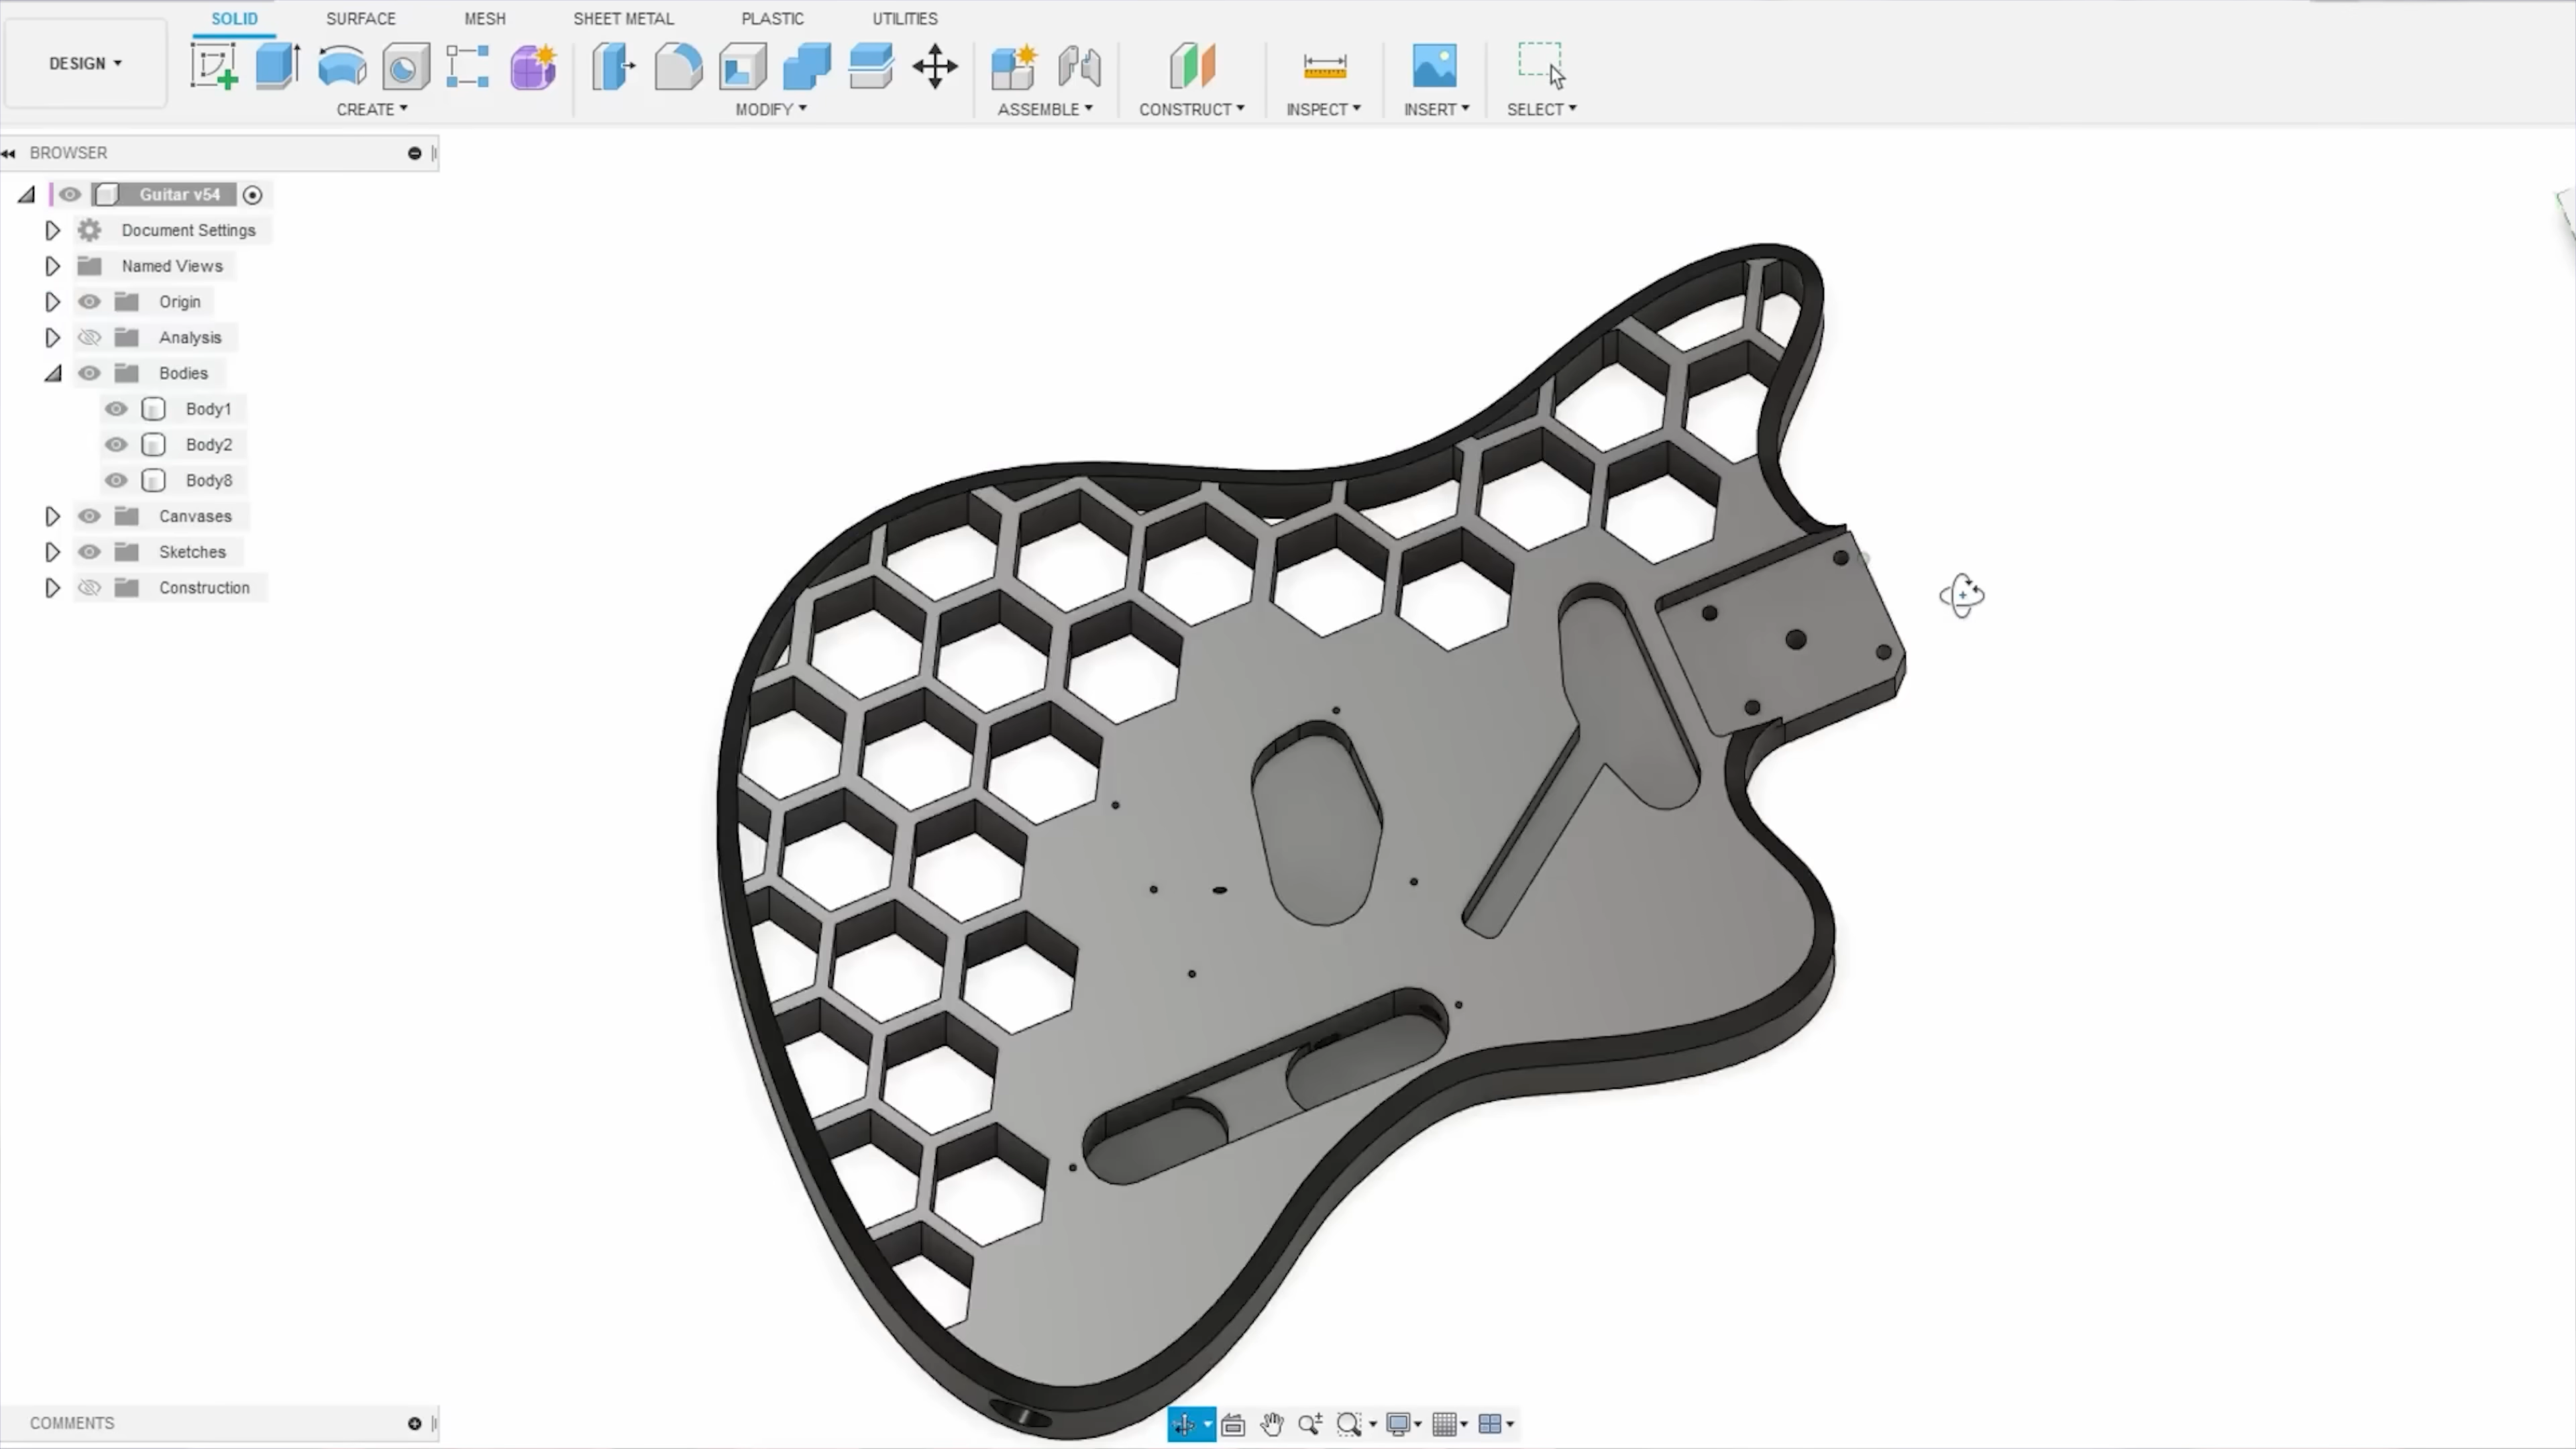 SOLID SURFACE MESH SHEET METAL PLASTIC UTILITIES
DESIGN
CREATE MODIFY ASSEMBLE CONSTRUCT INSPECT INSERT SELECT
BROWSER
Guitar v54
Document Settings
Named Views
Origin
Analysis
Bodies
Body1
Body2
Body8
Canvases
Sketches
Construction
COMMENTS